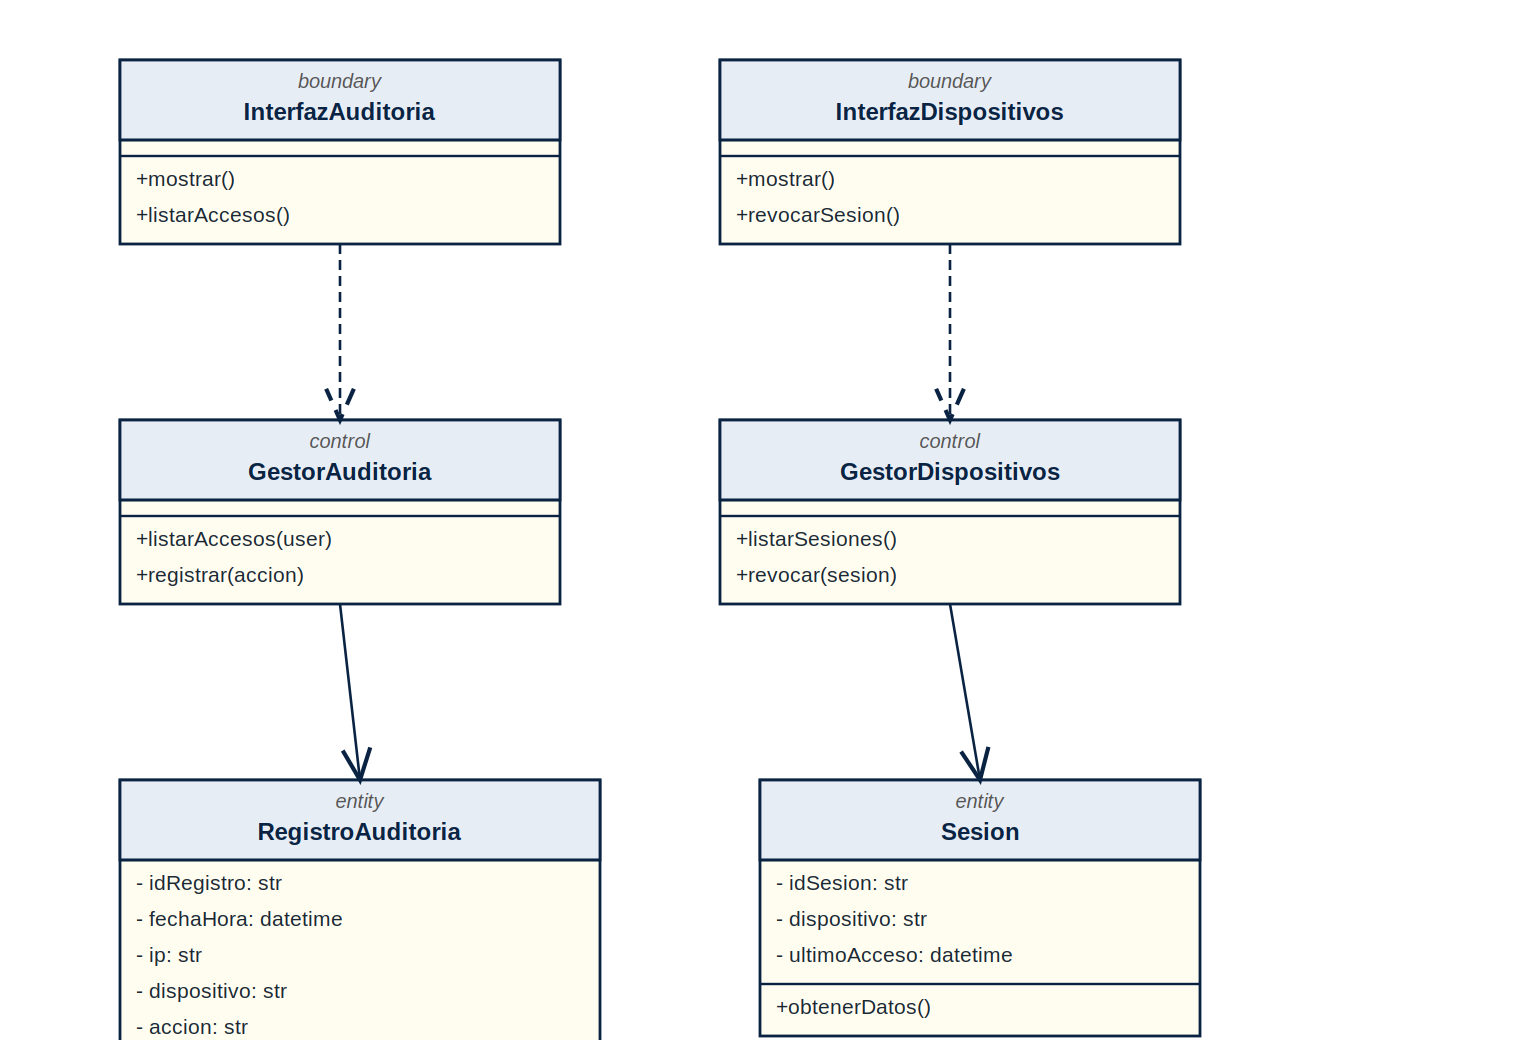 boundary
InterfazAuditoria
+mostrar()
+listarAccesos()
boundary
InterfazDispositivos
+mostrar()
+revocarSesion()
control
GestorAuditoria
+listarAccesos(user)
+registrar(accion)
control
GestorDispositivos
+listarSesiones()
+revocar(sesion)
entity
RegistroAuditoria
- idRegistro: str
- fechaHora: datetime
- ip: str
- dispositivo: str
- accion: str
entity
Sesion
- idSesion: str
- dispositivo: str
- ultimoAcceso: datetime
+obtenerDatos()